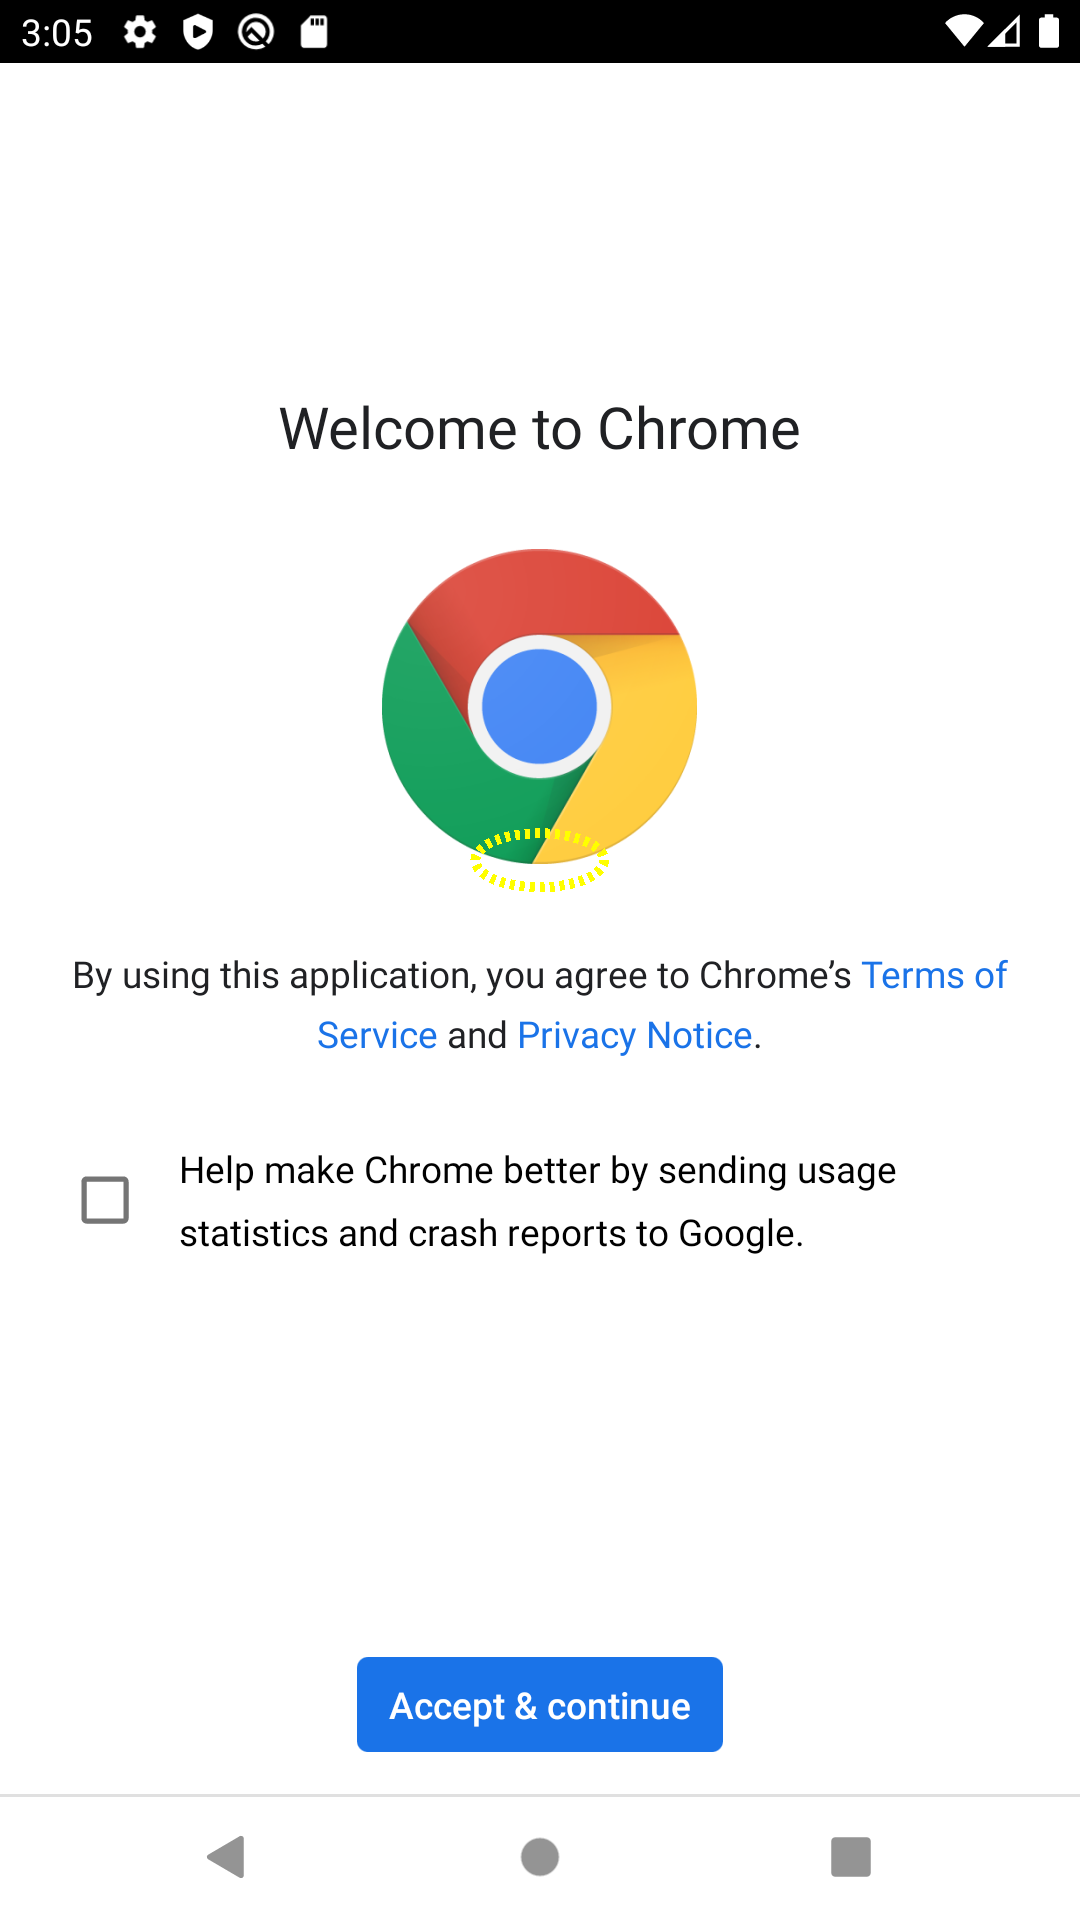 3:05
Welcome to Chrome
By using this application, you agree to Chrome’s Terms of
Service and Privacy Notice.
Help make Chrome better by sending usage
statistics and crash reports to Google.
Accept & continue